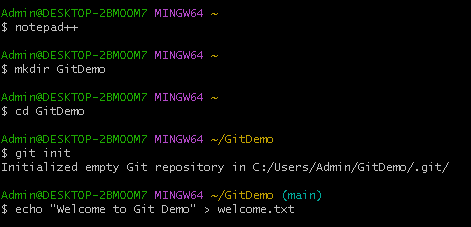 Admin@DESKTOP-2BMOOM7 MINGW64 ~
$ notepad++
Admin@DESKTOP-2BMOOM7 MINGW64 ~
$ mkdir GitDemo
Admin@DESKTOP-2BMOOM7 MINGW64 ~
$ cd GitDemo
Admin@DESKTOP-2BMOOM7 MINGW64 ~/GitDemo
$ git init
Initialized empty Git repository in C:/Users/Admin/GitDemo/.git/
Admin@DESKTOP-2BMOOM7 MINGW64 ~/GitDemo (main)
$ echo "Welcome to Git Demo" > welcome.txt